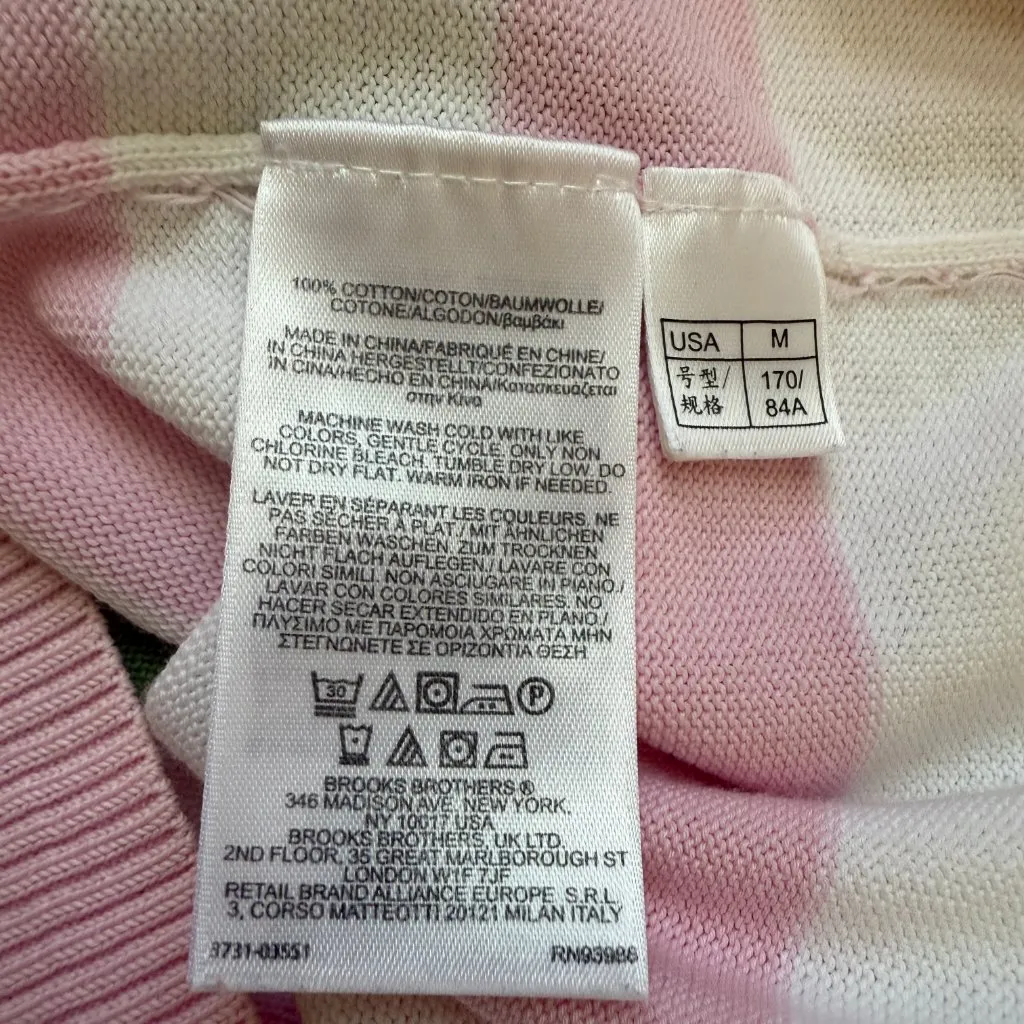 100% COTTON/COTON/BAUMWOLLE/
COTONE/ALGODON/βαμβάκι
MADE IN CHINA/FABRIQUÉ EN CHINE/
IN CHINA HERGESTELLT/CONFEZIONATO
IN CINA/HECHO EN CHINA/Κατασκευάζεται
στην Κίνα
MACHINE WASH COLD WITH LIKE
COLORS, GENTLE CYCLE. ONLY NON
CHLORINE BLEACH. TUMBLE DRY LOW. DO
NOT DRY FLAT. WARM IRON IF NEEDED.
LAVER EN SÉPARANT LES COULEURS. NE
PAS SÉCHER À PLAT / MIT ÄHNLICHEN
FARBEN WASCHEN. ZUM TROCKNEN
NICHT FLACH AUFLEGEN./ LAVARE CON
COLORI SIMILI. NON ASCIUGARE IN PIANO./
LAVAR CON COLORES SIMILARES. NO
HACER SECAR EXTENDIDO EN PLANO /
ΠΛΥΣΙΜΟ ΜΕ ΠΑΡΟΜΟΙΑ ΧΡΩΜΑΤΑ ΜΗΝ
ΣΤΕΓΝΩΝΕΤΕ ΣΕ ΟΡΙΖΟΝΤΙΑ ΘΕΣΗ
30
P
BROOKS BROTHERS ®
346 MADISON AVE, NEW YORK,
NY 10017 USA
BROOKS BROTHERS, UK LTD.
2ND FLOOR, 35 GREAT MARLBOROUGH ST
LONDON W1F 7JF
RETAIL BRAND ALLIANCE EUROPE, S.R.L.
3, CORSO MATTEOTTI 20121 MILAN ITALY
3731-03551 RN93986
USA M
号型/ 170/
规格 84A